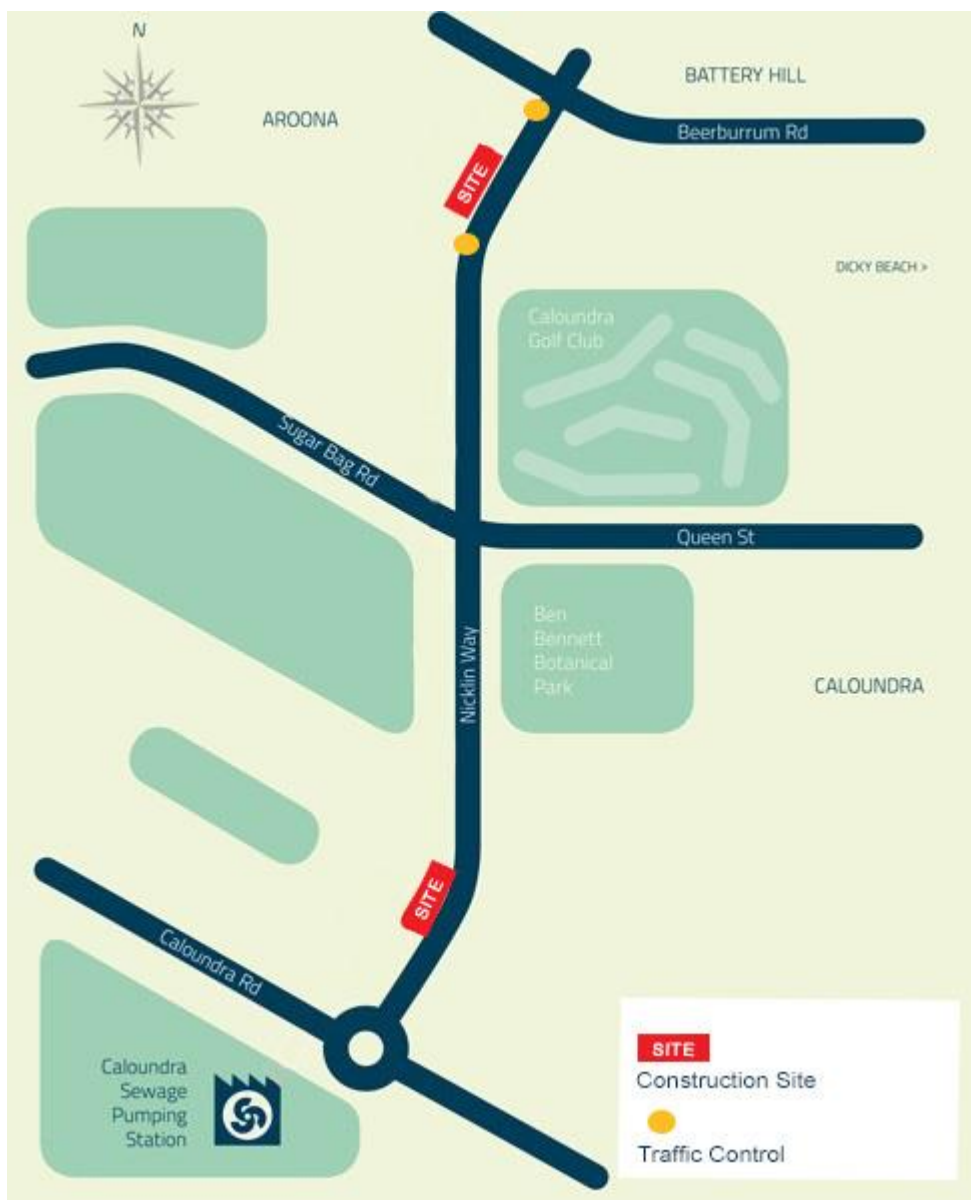 N
BATTERY HILL
AROONA
Beerburrum Rd
SITE
DICKY BEACH >
Caloundra
Golf Club
Sugar Bag Rd
Queen St
Ben
Bennett
Botanical
Park
Nicklin Way
CALOUNDRA
SITE
Caloundra Rd
Caloundra
Sewage
Pumping
Station
SITE
Construction Site
Traffic Control